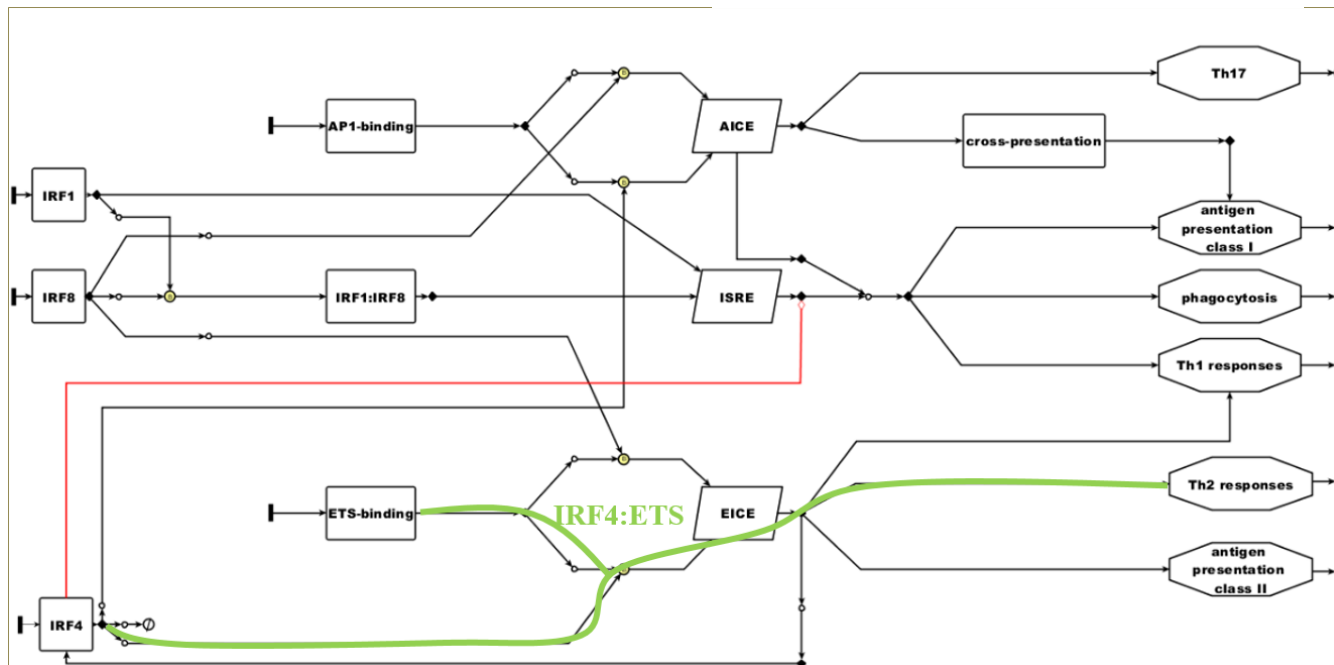 Th17
AP1-binding
AICE
cross-presentation
IRF1
antigen
presentation
class I
IRF8
IRF1:IRF8
ISRE
phagocytosis
Th1 responses
Th2 responses
ETS-binding
IRF4:ETS
EICE
antigen
presentation
class II
IRF4